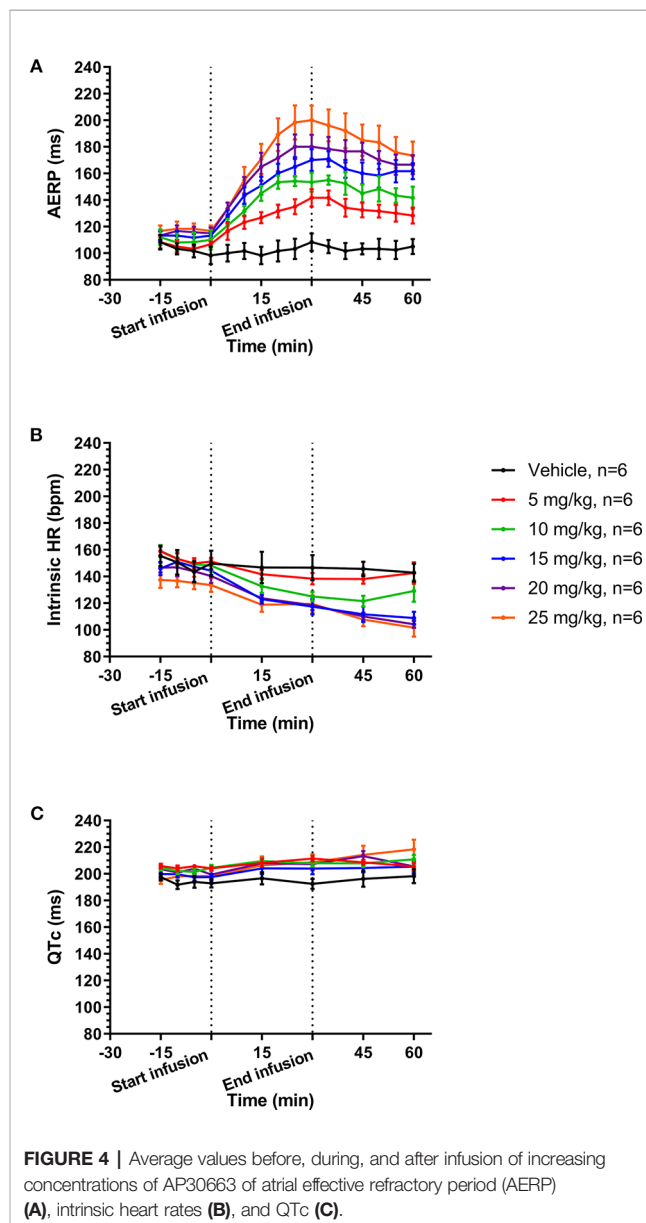 A
AERP (ms)
240
220
200
180
160
140
120
100
80
-30
-15
Start infusion
15
End infusion
45
60
Time (min)
B
Intrinsic HR (bpm)
240
220
200
180
160
140
120
100
80
-30
-15
Start infusion
15
End infusion
45
60
Time (min)
Vehicle, n=6
5 mg/kg, n=6
10 mg/kg, n=6
15 mg/kg, n=6
20 mg/kg, n=6
25 mg/kg, n=6
C
QTc (ms)
240
220
200
180
160
140
120
100
80
-30
-15
Start infusion
15
End infusion
45
60
Time (min)
FIGURE 4 | Average values before, during, and after infusion of increasing
concentrations of AP30663 of atrial effective refractory period (AERP)
(A), intrinsic heart rates (B), and QTc (C).